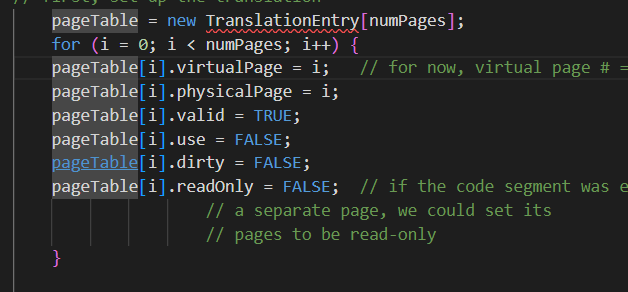 // first, set up the translation
pageTable = new TranslationEntry[numPages];
for (i = 0; i < numPages; i++) {
pageTable[i].virtualPage = i;   // for now, virtual page # =
pageTable[i].physicalPage = i;
pageTable[i].valid = TRUE;
pageTable[i].use = FALSE;
pageTable[i].dirty = FALSE;
pageTable[i].readOnly = FALSE;  // if the code segment was e
// a separate page, we could set its
// pages to be read-only
}